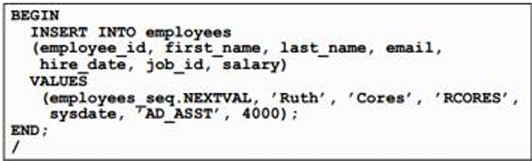 BEGIN
INSERT INTO employees
(employee_id, first_name, last_name, email,
hire_date, job_id, salary)
VALUES
(employees_seq.NEXTVAL, 'Ruth', 'Cores', 'RCORES',
sysdate, 'AD_ASST', 4000);
END;
/